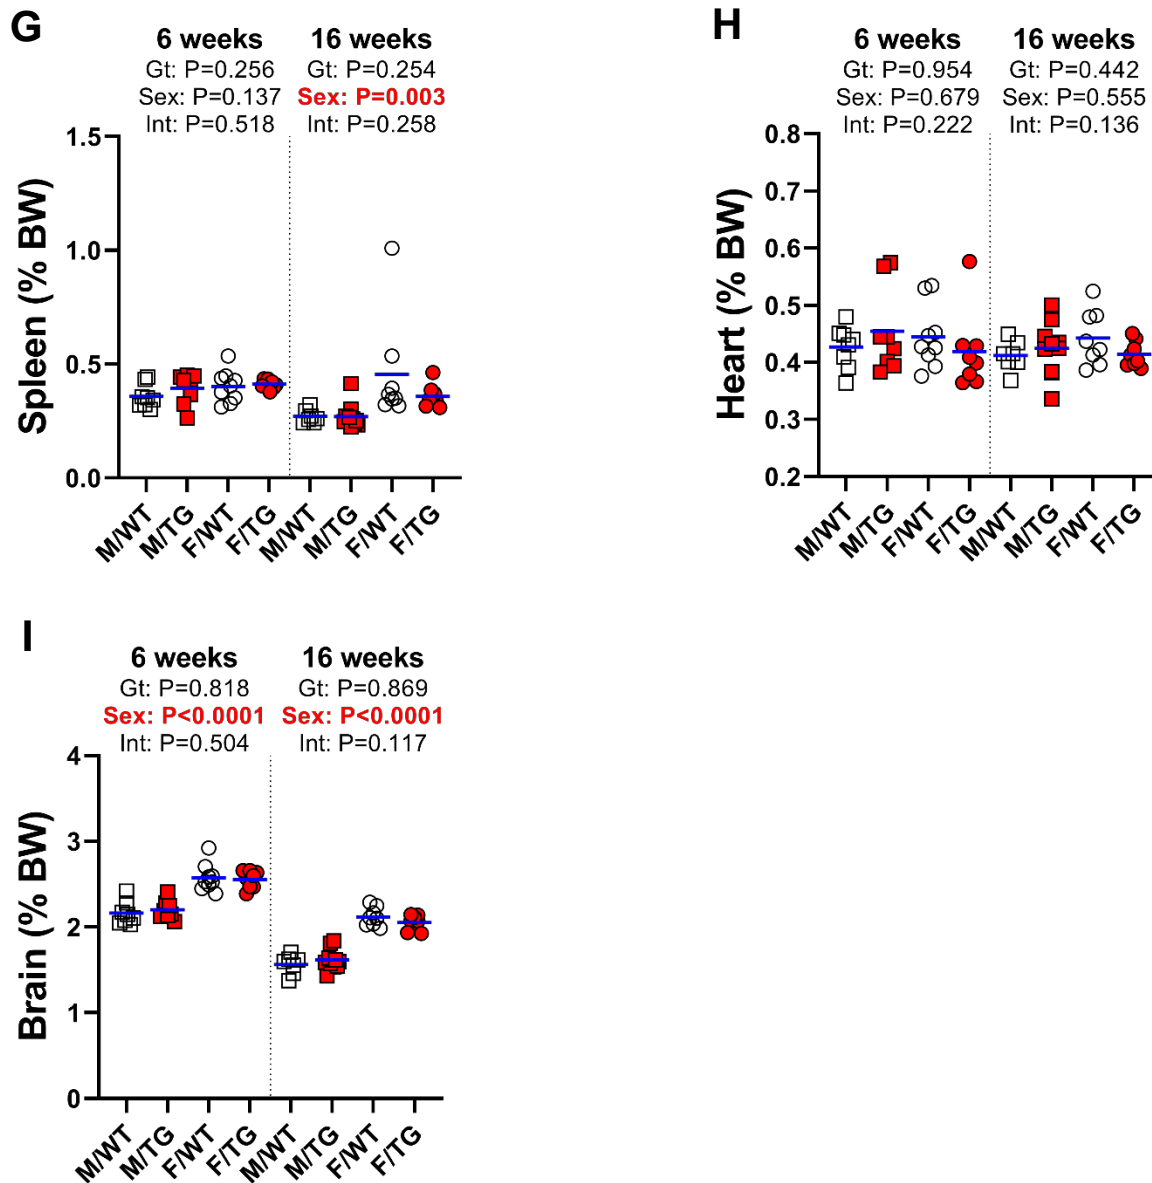 G
6 weeks 16 weeks
Gt: P=0.256 Gt: P=0.254
Sex: P=0.137 Sex: P=0.003
Int: P=0.518 Int: P=0.258
Spleen (% BW)
1.5
1.0
0.5
0.0
M/WT M/TG F/WT F/TG M/WT M/TG F/WT F/TG
H
6 weeks 16 weeks
Gt: P=0.954 Gt: P=0.442
Sex: P=0.679 Sex: P=0.555
Int: P=0.222 Int: P=0.136
Heart (% BW)
0.8
0.7
0.6
0.5
0.4
0.3
0.2
M/WT M/TG F/WT F/TG M/WT M/TG F/WT F/TG
I
6 weeks 16 weeks
Gt: P=0.818 Gt: P=0.869
Sex: P<0.0001 Sex: P<0.0001
Int: P=0.504 Int: P=0.117
Brain (% BW)
4
3
2
1
0
M/WT M/TG F/WT F/TG M/WT M/TG F/WT F/TG